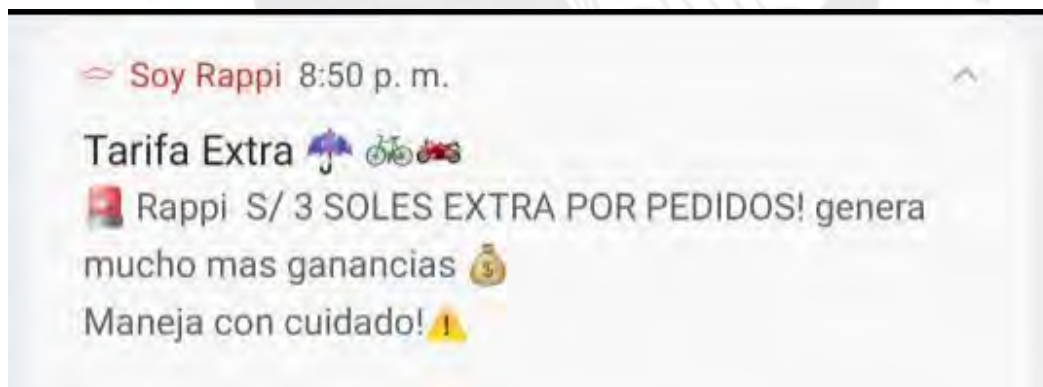 Soy Rappi 8:50 p. m.
Tarifa Extra ☂️ 🚲🏍️
🚨 Rappi S/ 3 SOLES EXTRA POR PEDIDOS! genera
mucho mas ganancias 💰
Maneja con cuidado!⚠️